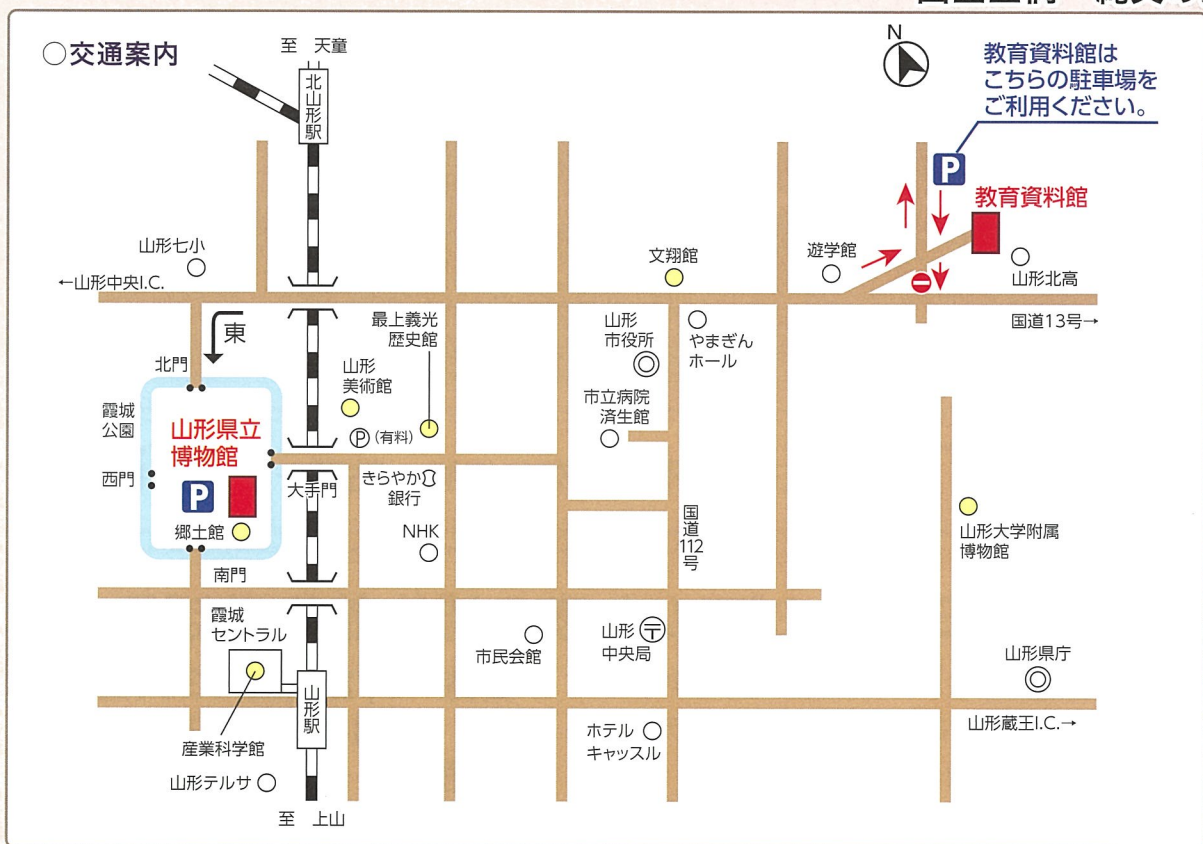 ○交通案内
至 天童
北山形駅
N
教育資料館は
こちらの駐車場を
ご利用ください。
P
教育資料館
山形七小
←山形中央I.C.
文翔館
遊学館
山形北高
国道13号→
東
北門
最上義光
歴史館
山形
美術館
P(有料)
山形
市役所
やまぎん
ホール
市立病院
済生館
霞城
公園
山形県立
博物館
西門
P
郷土館
大手門
きらやか
銀行
NHK
国道112号
山形大学附属
博物館
南門
霞城
セントラル
市民会館
山形
中央局
〒
山形県庁
山形駅
山形蔵王I.C.→
産業科学館
ホテル
キャッスル
山形テルサ
至 上山